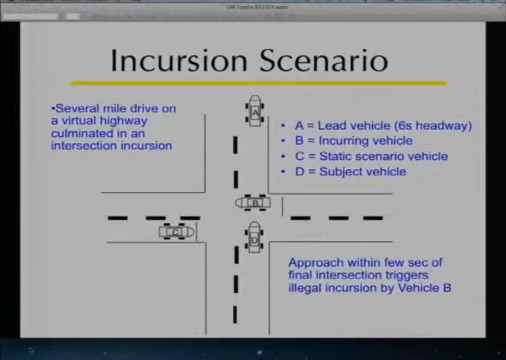 Incursion Scenario
•Several mile drive on
a virtual highway
culminated in an
intersection incursion
• A = Lead vehicle (6s headway)
• B = Incurring vehicle
• C = Static scenario vehicle
• D = Subject vehicle
A
B
C
D
Approach within few sec of
final intersection triggers
illegal incursion by Vehicle B